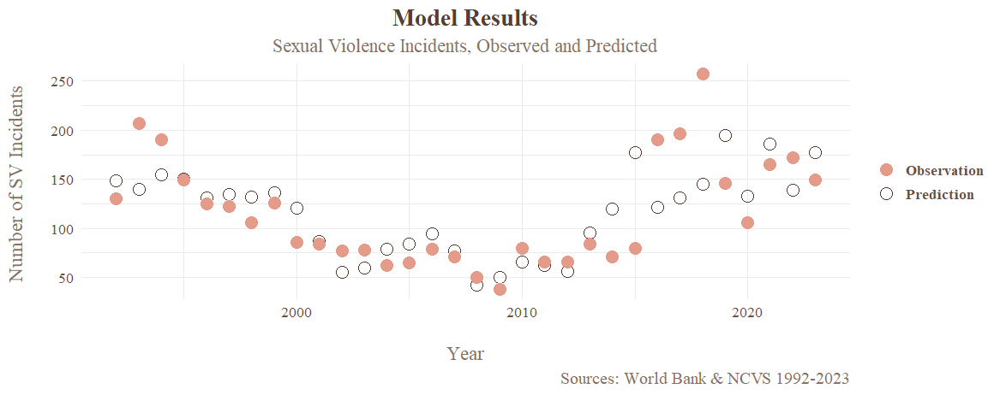 Model Results
Sexual Violence Incidents, Observed and Predicted
Number of SV Incidents
250
200
150
100
50
2000 2010 2020
Year
Observation
Prediction
Sources: World Bank & NCVS 1992-2023